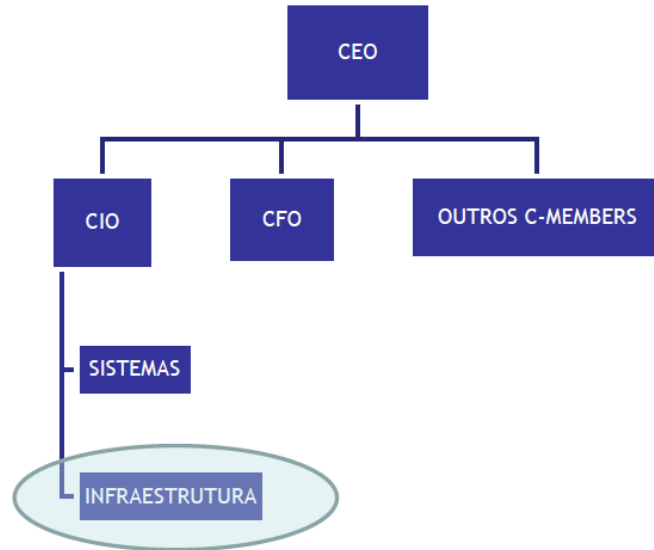 CEO
CIO
CFO
OUTROS C-MEMBERS
SISTEMAS
INFRAESTRUTURA